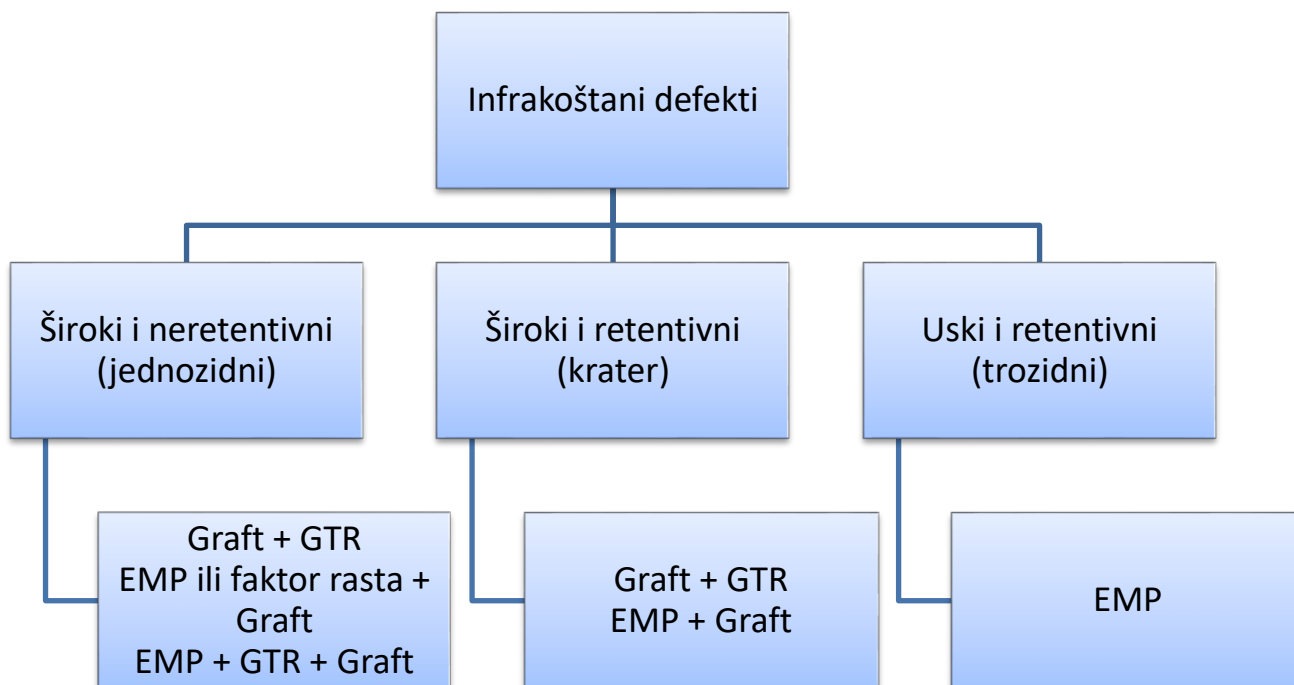 Infrakoštani defekti
Široki i neretentivni
(jednozidni)
Široki i retentivni
(krater)
Uski i retentivni
(trozidni)
Graft + GTR
EMP ili faktor rasta +
Graft
EMP + GTR + Graft
Graft + GTR
EMP + Graft
EMP